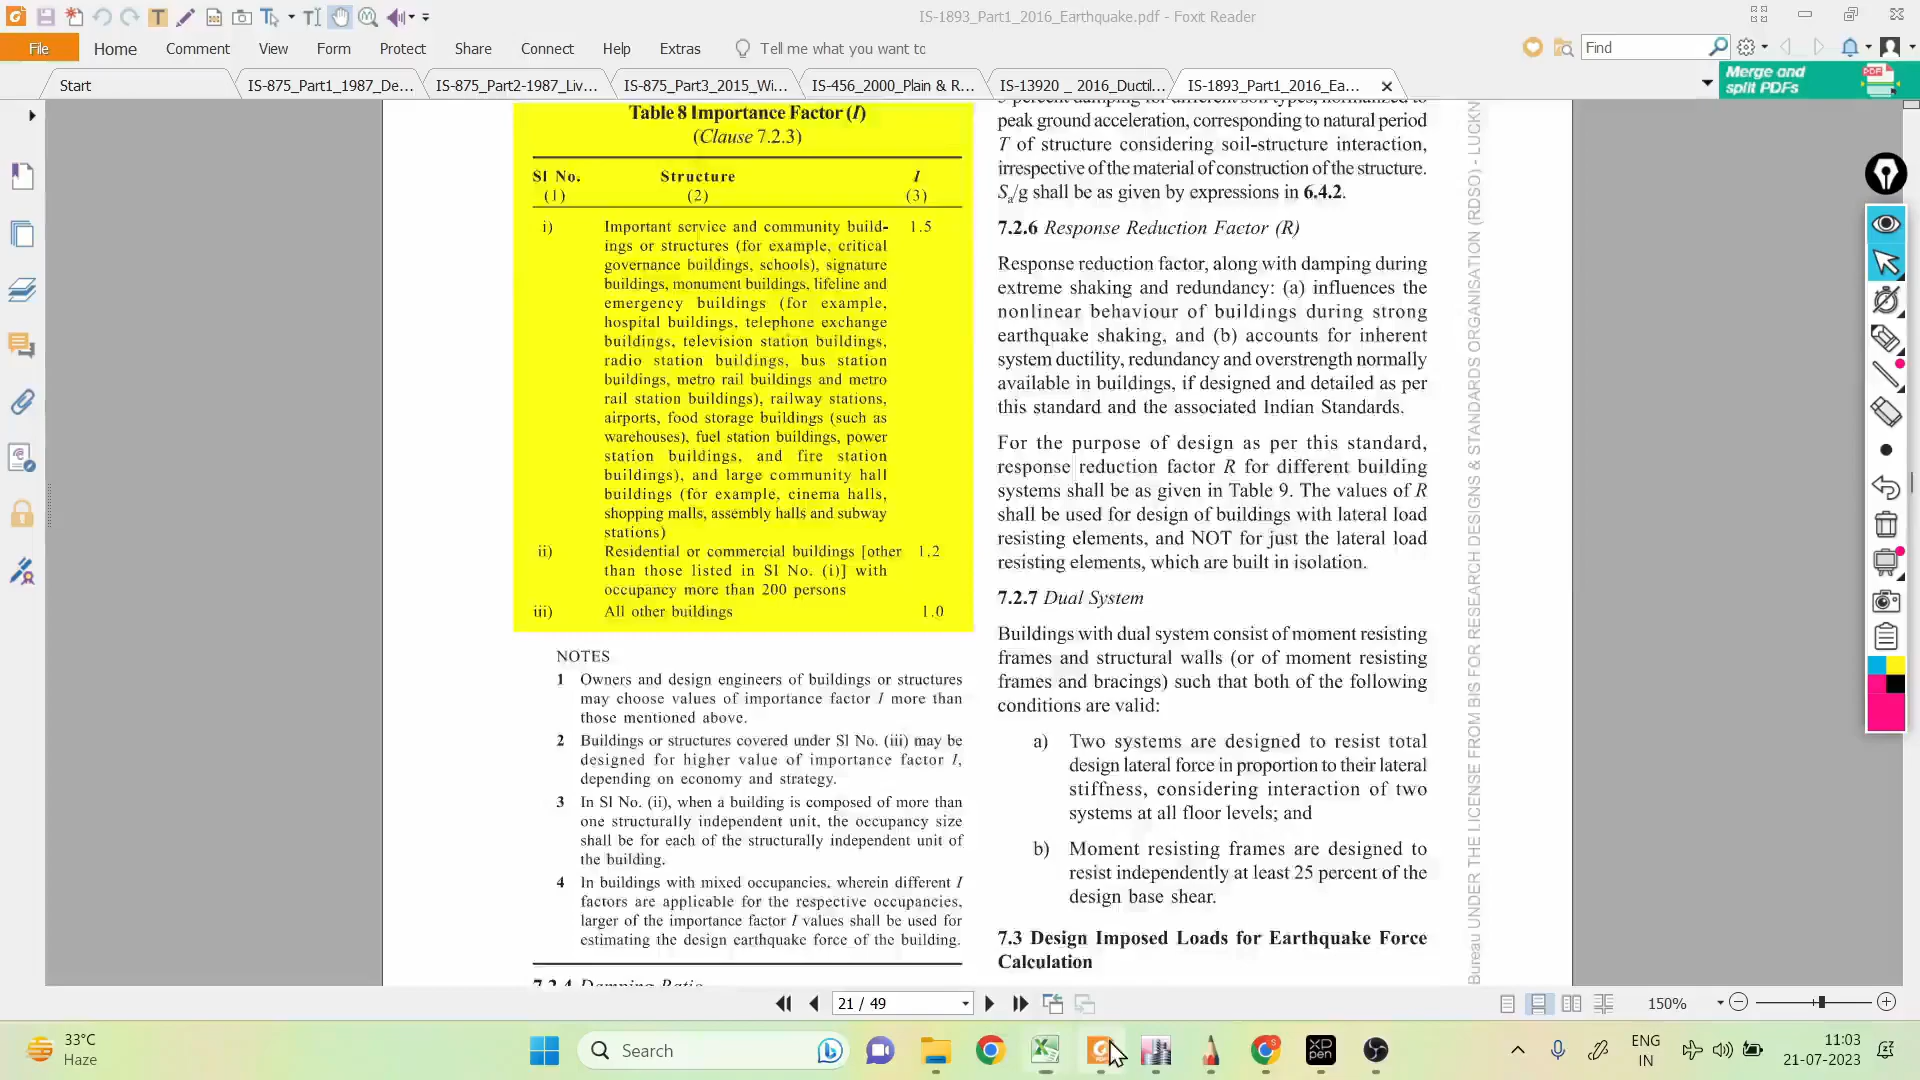 IS-1893_Part1_2016_Earthquake.pdf - Foxit Reader
File
Home
Comment
View
Form
Protect
Share
Connect
Help
Extras
Tell me what you want to
Find
Start
IS-875_Part1_1987_De...
IS-875_Part2-1987_Liv...
IS-875_Part3_2015_Wi...
IS-456_2000_Plain & R...
IS-13920 _ 2016_Ductil...
IS-1893_Part1_2016_Ea...
Merge and
split PDFs
Table 8 Importance Factor (I)
(Clause 7.2.3)
Sl No. Structure I
(1) (2) (3)
i) Important service and community build- 1.5
ings or structures (for example, critical
governance buildings, schools), signature
buildings, monument buildings, lifeline and
emergency buildings (for example,
hospital buildings, telephone exchange
buildings, television station buildings,
radio station buildings, bus station
buildings, metro rail buildings and metro
rail station buildings), railway stations,
airports, food storage buildings (such as
warehouses), fuel station buildings, power
station buildings, and fire station
buildings), and large community hall
buildings (for example, cinema halls,
shopping malls, assembly halls and subway
stations)
ii) Residential or commercial buildings [other 1.2
than those listed in Sl No. (i)] with
occupancy more than 200 persons
iii) All other buildings 1.0
NOTES
1 Owners and design engineers of buildings or structures
may choose values of importance factor I more than
those mentioned above.
2 Buildings or structures covered under Sl No. (iii) may be
designed for higher value of importance factor I,
depending on economy and strategy.
3 In Sl No. (ii), when a building is composed of more than
one structurally independent unit, the occupancy size
shall be for each of the structurally independent unit of
the building.
4 In buildings with mixed occupancies, wherein different I
factors are applicable for the respective occupancies,
larger of the importance factor I values shall be used for
estimating the design earthquake force of the building.
7.2.4 Damping Ratio
5 percent damping for different soil types, normalized to
peak ground acceleration, corresponding to natural period
T of structure considering soil-structure interaction,
irrespective of the material of construction of the structure.
Sa/g shall be as given by expressions in 6.4.2.
7.2.6 Response Reduction Factor (R)
Response reduction factor, along with damping during
extreme shaking and redundancy: (a) influences the
nonlinear behaviour of buildings during strong
earthquake shaking, and (b) accounts for inherent
system ductility, redundancy and overstrength normally
available in buildings, if designed and detailed as per
this standard and the associated Indian Standards.
For the purpose of design as per this standard,
response reduction factor R for different building
systems shall be as given in Table 9. The values of R
shall be used for design of buildings with lateral load
resisting elements, and NOT for just the lateral load
resisting elements, which are built in isolation.
7.2.7 Dual System
Buildings with dual system consist of moment resisting
frames and structural walls (or of moment resisting
frames and bracings) such that both of the following
conditions are valid:
a) Two systems are designed to resist total
design lateral force in proportion to their lateral
stiffness, considering interaction of two
systems at all floor levels; and
b) Moment resisting frames are designed to
resist independently at least 25 percent of the
design base shear.
7.3 Design Imposed Loads for Earthquake Force
Calculation
Bureau UNDER THE LICENSE FROM BIS FOR RESEARCH DESIGNS & STANDARDS ORGANISATION (RDSO) - LUCKN
21 / 49
150%
33°C
Haze
Search
XD
pen
ENG
IN
11:03
21-07-2023